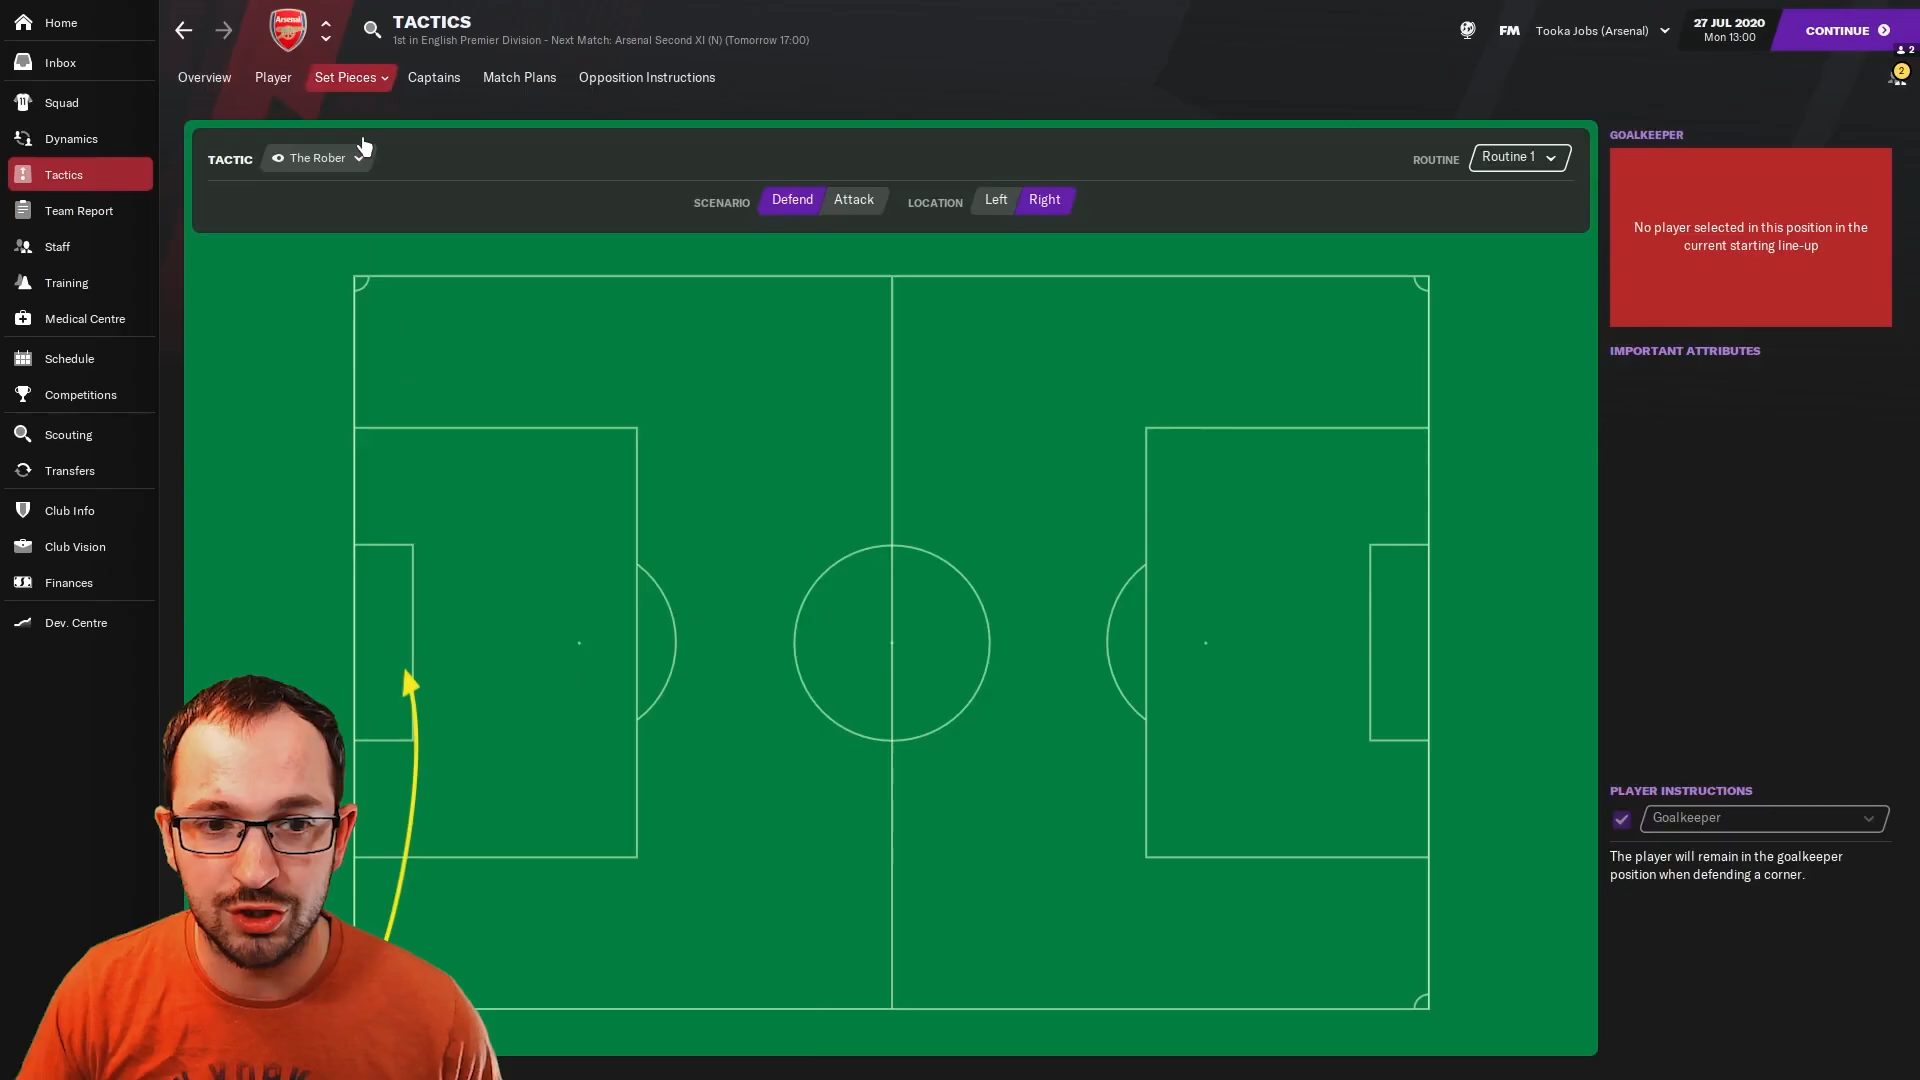 Home
Inbox
Squad
Dynamics
Tactics
Team Report
Staff
Training
Medical Centre
Schedule
Competitions
Scouting
Transfers
Club Info
Club Vision
Finances
Dev. Centre
Arsenal
TACTICS
1st in English Premier Division - Next Match: Arsenal Second XI (N) (Tomorrow 17:00)
FM
Tooka Jobs (Arsenal)
27 JUL 2020
Mon 13:00
CONTINUE
2
2
Overview
Player
Set Pieces
Captains
Match Plans
Opposition Instructions
TACTIC
The Rober
ROUTINE
Routine 1
SCENARIO
Defend
Attack
LOCATION
Left
Right
GOALKEEPER
No player selected in this position in the
current starting line-up
IMPORTANT ATTRIBUTES
PLAYER INSTRUCTIONS
Goalkeeper
The player will remain in the goalkeeper
position when defending a corner.